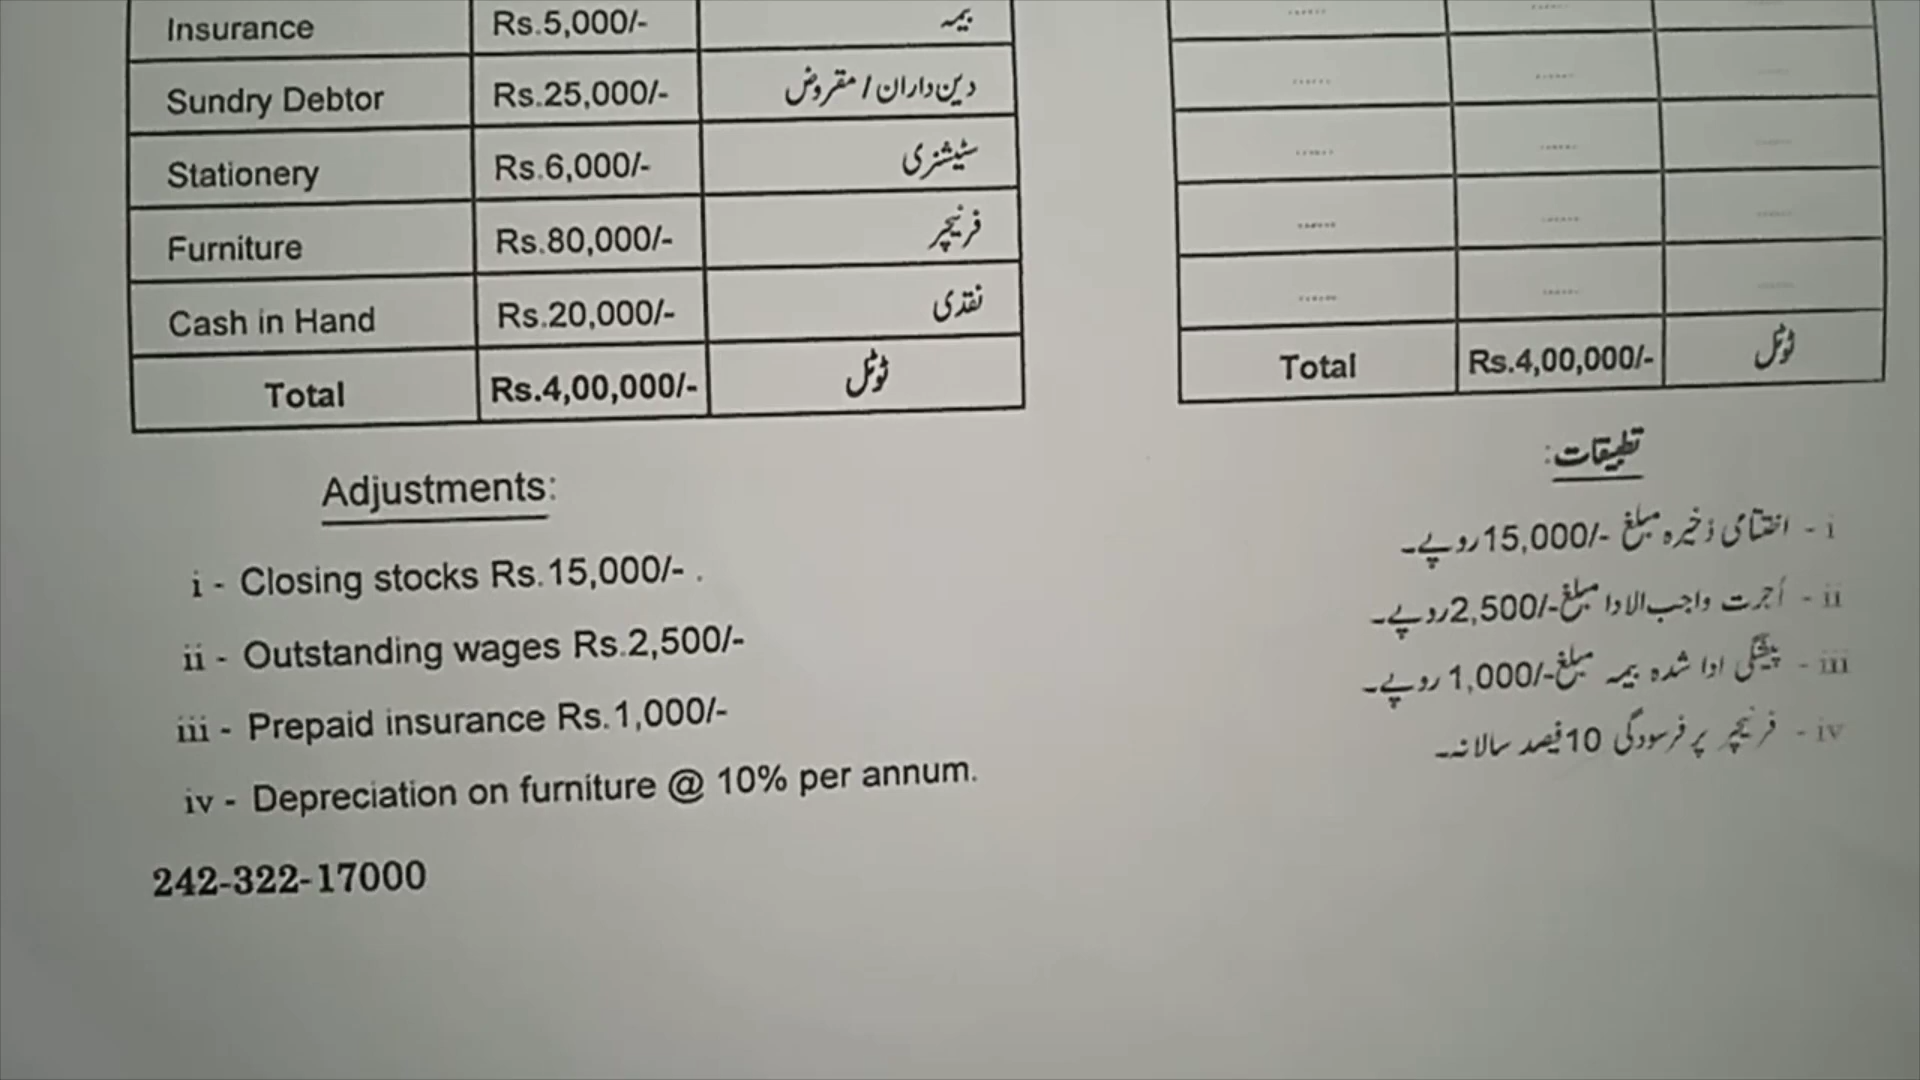 Insurance Rs.5,000/- بیمہ
Sundry Debtor Rs.25,000/- دین داران / مقروض
Stationery Rs.6,000/- سٹیشنری
Furniture Rs.80,000/- فرنیچر
Cash in Hand Rs.20,000/- نقدی
Total Rs.4,00,000/- ٹوٹل
Total Rs.4,00,000/- ٹوٹل
Adjustments:
i - Closing stocks Rs.15,000/- .
ii - Outstanding wages Rs.2,500/-
iii - Prepaid insurance Rs.1,000/-
iv - Depreciation on furniture @ 10% per annum.
242-322-17000
تطبیقات:
i - اختتامی ذخیرہ مبلغ -/15,000 روپے۔
ii - اُجرت واجب الادا مبلغ -/2,500 روپے۔
iii - پیشگی ادا شدہ بیمہ مبلغ -/1,000 روپے۔
iv - فرنیچر پر فرسودگی 10 فیصد سالانہ۔